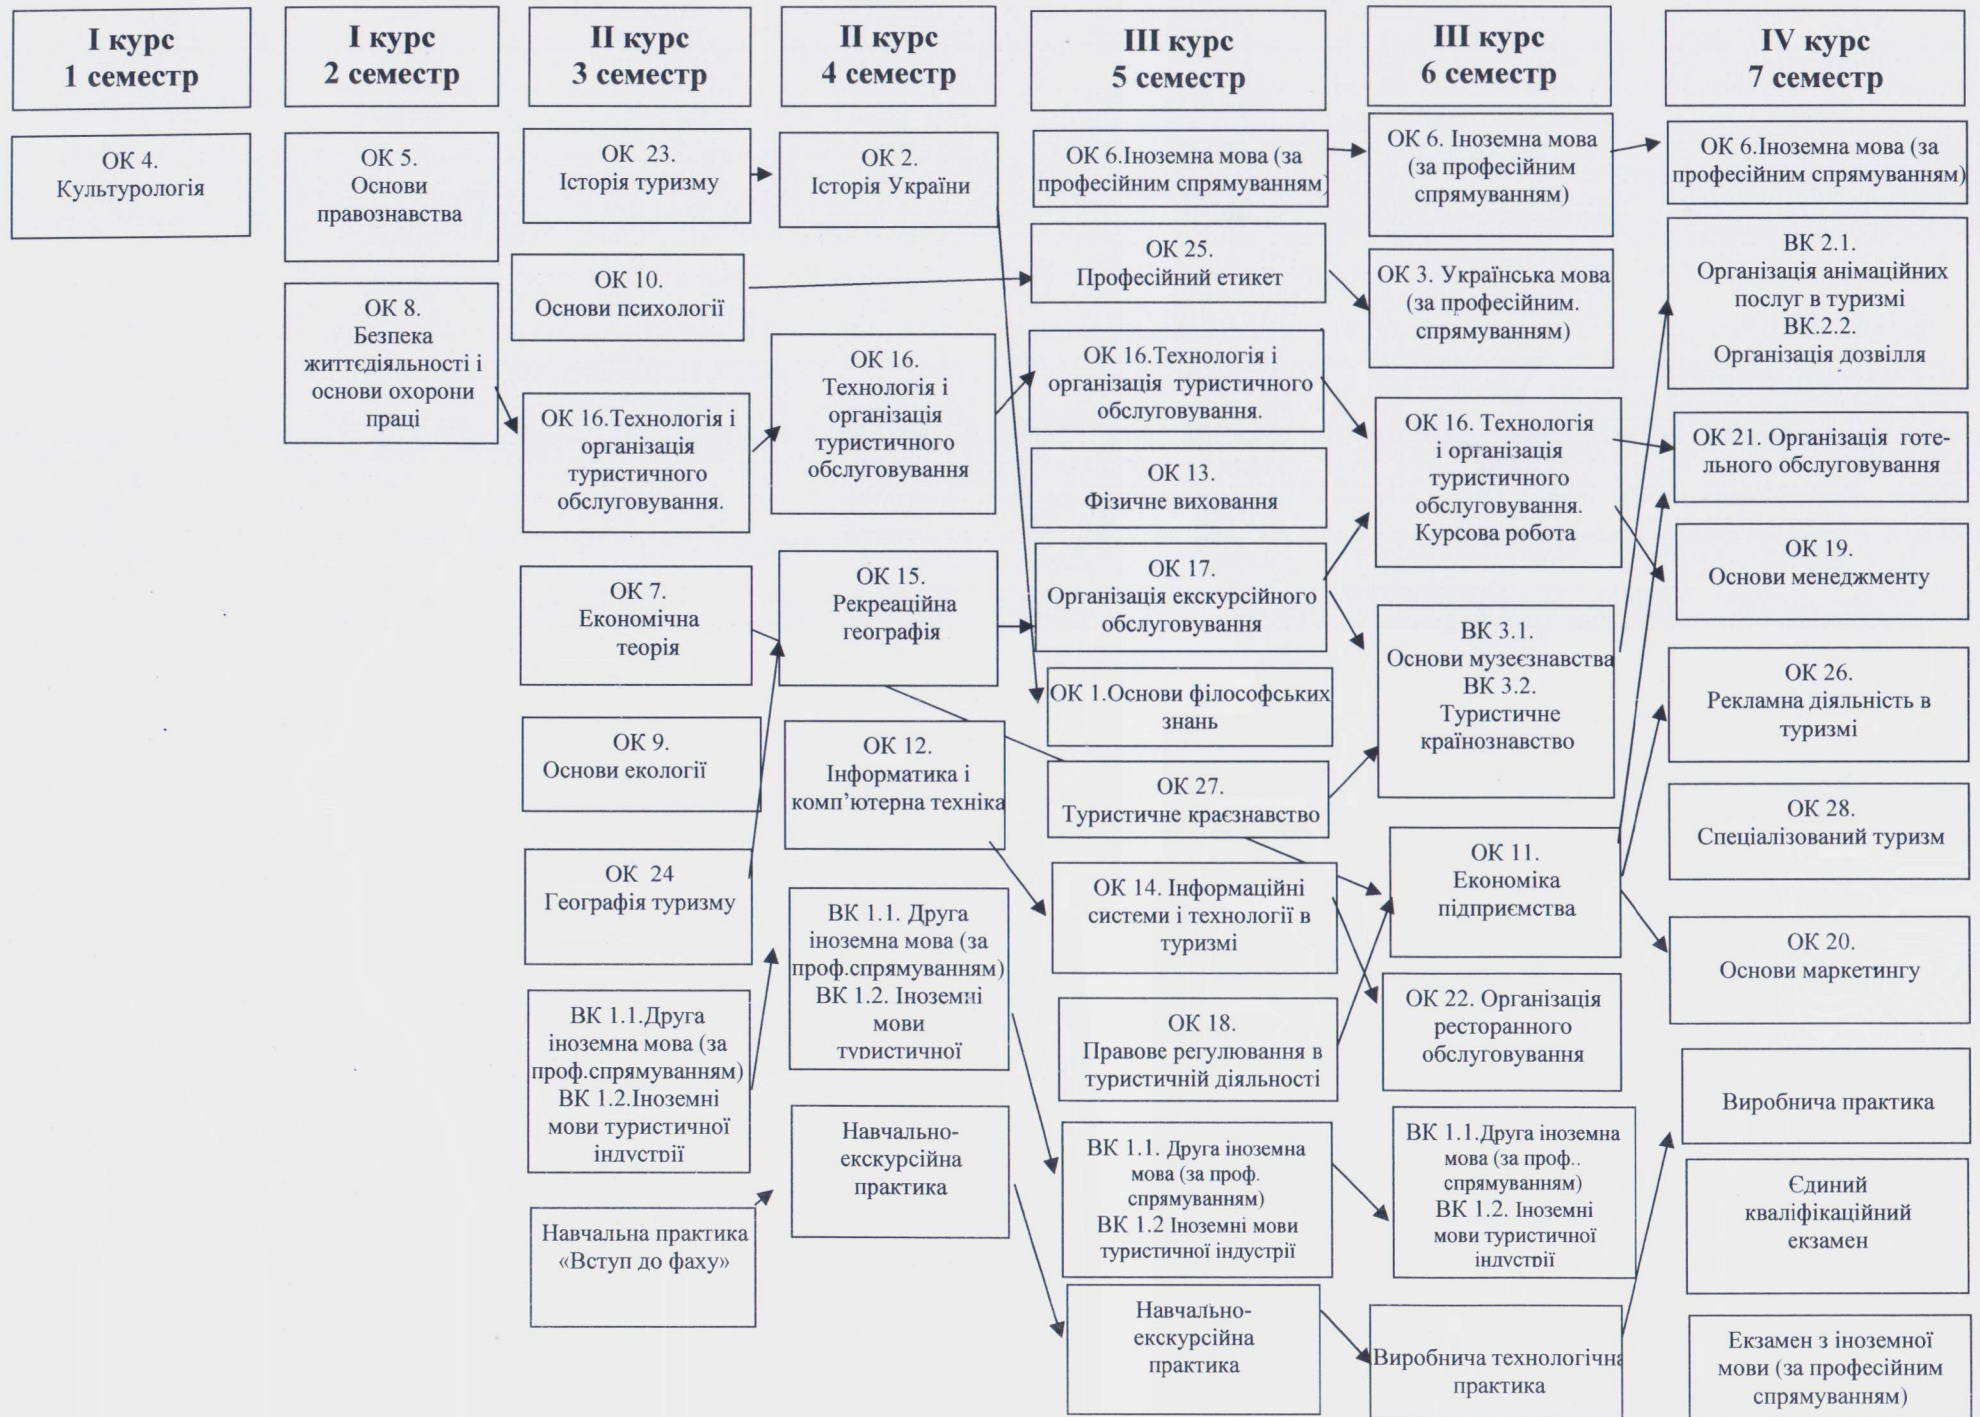 I курс
1 семестр
I курс
2 семестр
II курс
3 семестр
II курс
4 семестр
III курс
5 семестр
III курс
6 семестр
IV курс
7 семестр
ОК 4.
Культурологія
ОК 5.
Основи
правознавства
ОК 8.
Безпека
життєдіяльності і
основи охорони
праці
ОК 23.
Історія туризму
ОК 10.
Основи психології
ОК 16.Технологія і
організація
туристичного
обслуговування.
ОК 7.
Економічна
теорія
ОК 9.
Основи екології
ОК 24
Географія туризму
ВК 1.1.Друга
іноземна мова (за
проф.спрямуванням)
ВК 1.2.Іноземні
мови туристичної
індустрії
Навчальна практика
«Вступ до фаху»
ОК 2.
Історія України
ОК 16.
Технологія і
організація
туристичного
обслуговування
ОК 15.
Рекреаційна
географія
ОК 12.
Інформатика і
комп’ютерна техніка
ВК 1.1. Друга
іноземна мова (за
проф.спрямуванням)
ВК 1.2. Іноземні
мови
туристичної
Навчально-
екскурсійна
практика
ОК 6.Іноземна мова (за
професійним спрямуванням)
ОК 25.
Професійний етикет
ОК 16.Технологія і
організація туристичного
обслуговування.
ОК 13.
Фізичне виховання
ОК 17.
Організація екскурсійного
обслуговування
ОК 1.Основи філософських
знань
ОК 27.
Туристичне краєзнавство
ОК 14. Інформаційні
системи і технології в
туризмі
ОК 18.
Правове регулювання в
туристичній діяльності
ВК 1.1. Друга іноземна
мова (за проф.
спрямуванням)
ВК 1.2 Іноземні мови
туристичної індустрії
Навчально-
екскурсійна
практика
ОК 6. Іноземна мова
(за професійним
спрямуванням)
ОК 3. Українська мова
(за професійним.
спрямуванням)
ОК 16. Технологія
і організація
туристичного
обслуговування.
Курсова робота
ВК 3.1.
Основи музеєзнавства
ВК 3.2.
Туристичне
країнознавство
ОК 11.
Економіка
підприємства
ОК 22. Організація
ресторанного
обслуговування
ВК 1.1.Друга іноземна
мова (за проф..
спрямуванням)
ВК 1.2. Іноземні
мови туристичної
індустрії
Виробнича технологічна
практика
ОК 6.Іноземна мова (за
професійним спрямуванням)
ВК 2.1.
Організація анімаційних
послуг в туризмі
ВК.2.2.
Організація дозвілля
ОК 21. Організація готе-
льного обслуговування
ОК 19.
Основи менеджменту
ОК 26.
Рекламна діяльність в
туризмі
ОК 28.
Спеціалізований туризм
ОК 20.
Основи маркетингу
Виробнича практика
Єдиний
кваліфікаційний
екзамен
Екзамен з іноземної
мови (за професійним
спрямуванням)